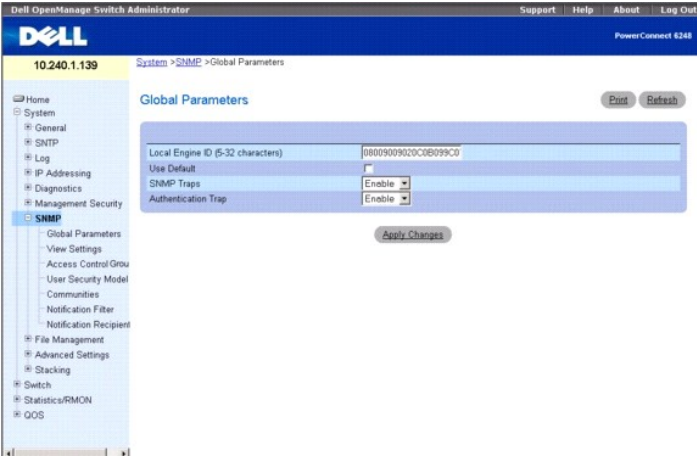 Dell OpenManage Switch Administrator
Support Help About Log Out
DELL
PowerConnect 6248
10.240.1.139
System >SNMP >Global Parameters
Home
System
General
SNTP
Log
IP Addressing
Diagnostics
Management Security
SNMP
Global Parameters
View Settings
Access Control Grou
User Security Model
Communities
Notification Filter
Notification Recipient
File Management
Advanced Settings
Stacking
Switch
Statistics/RMON
QOS
Global Parameters
Print Refresh
Local Engine ID (5-32 characters) 08009009020C0B099C0
Use Default
SNMP Traps Enable
Authentication Trap Enable
Apply Changes